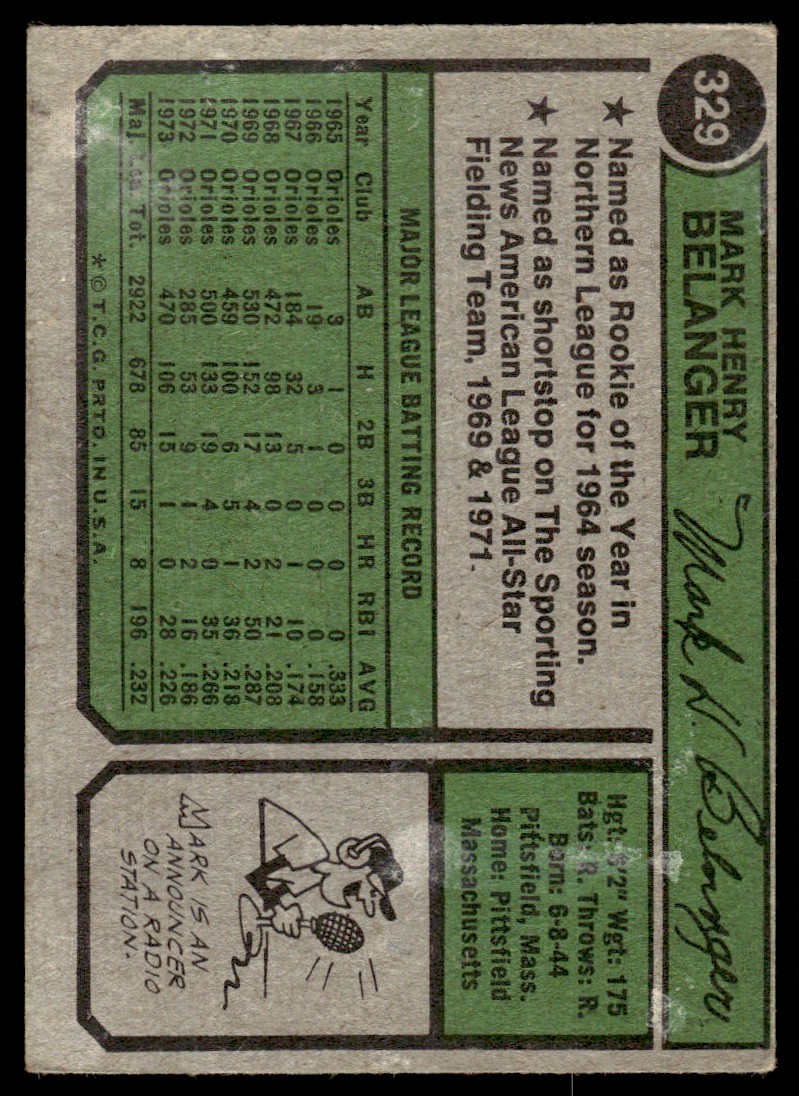 329
MARK HENRY
BELANGER
Mark H. Belanger
★ Named as Rookie of the Year in
Northern League for 1964 season.
★ Named as shortstop on The Sporting
News American League All-Star
Fielding Team, 1969 & 1971.
Hgt: 6'2" Wgt: 175
Bats: R. Throws: R.
Born: 6-8-44
Pittsfield, Mass.
Home: Pittsfield
Massachusetts
MAJOR LEAGUE BATTING RECORD
Year Club AB H 2B 3B HR RBI AVG
1965 Orioles 3 1 0 0 0 0 .333
1966 Orioles 19 3 1 0 0 0 .158
1967 Orioles 184 32 5 0 1 10 .174
1968 Orioles 472 98 13 0 2 21 .208
1969 Orioles 530 152 17 4 2 50 .287
1970 Orioles 459 100 6 5 1 36 .218
1971 Orioles 500 133 19 4 0 35 .266
1972 Orioles 285 53 9 1 2 16 .186
1973 Orioles 470 106 15 1 0 28 .226
Maj. Lea. Tot. 2922 678 85 15 8 196 .232
* © T.C.G. PRTD. IN U.S.A.
MARK IS AN
ANNOUNCER
ON A RADIO
STATION.